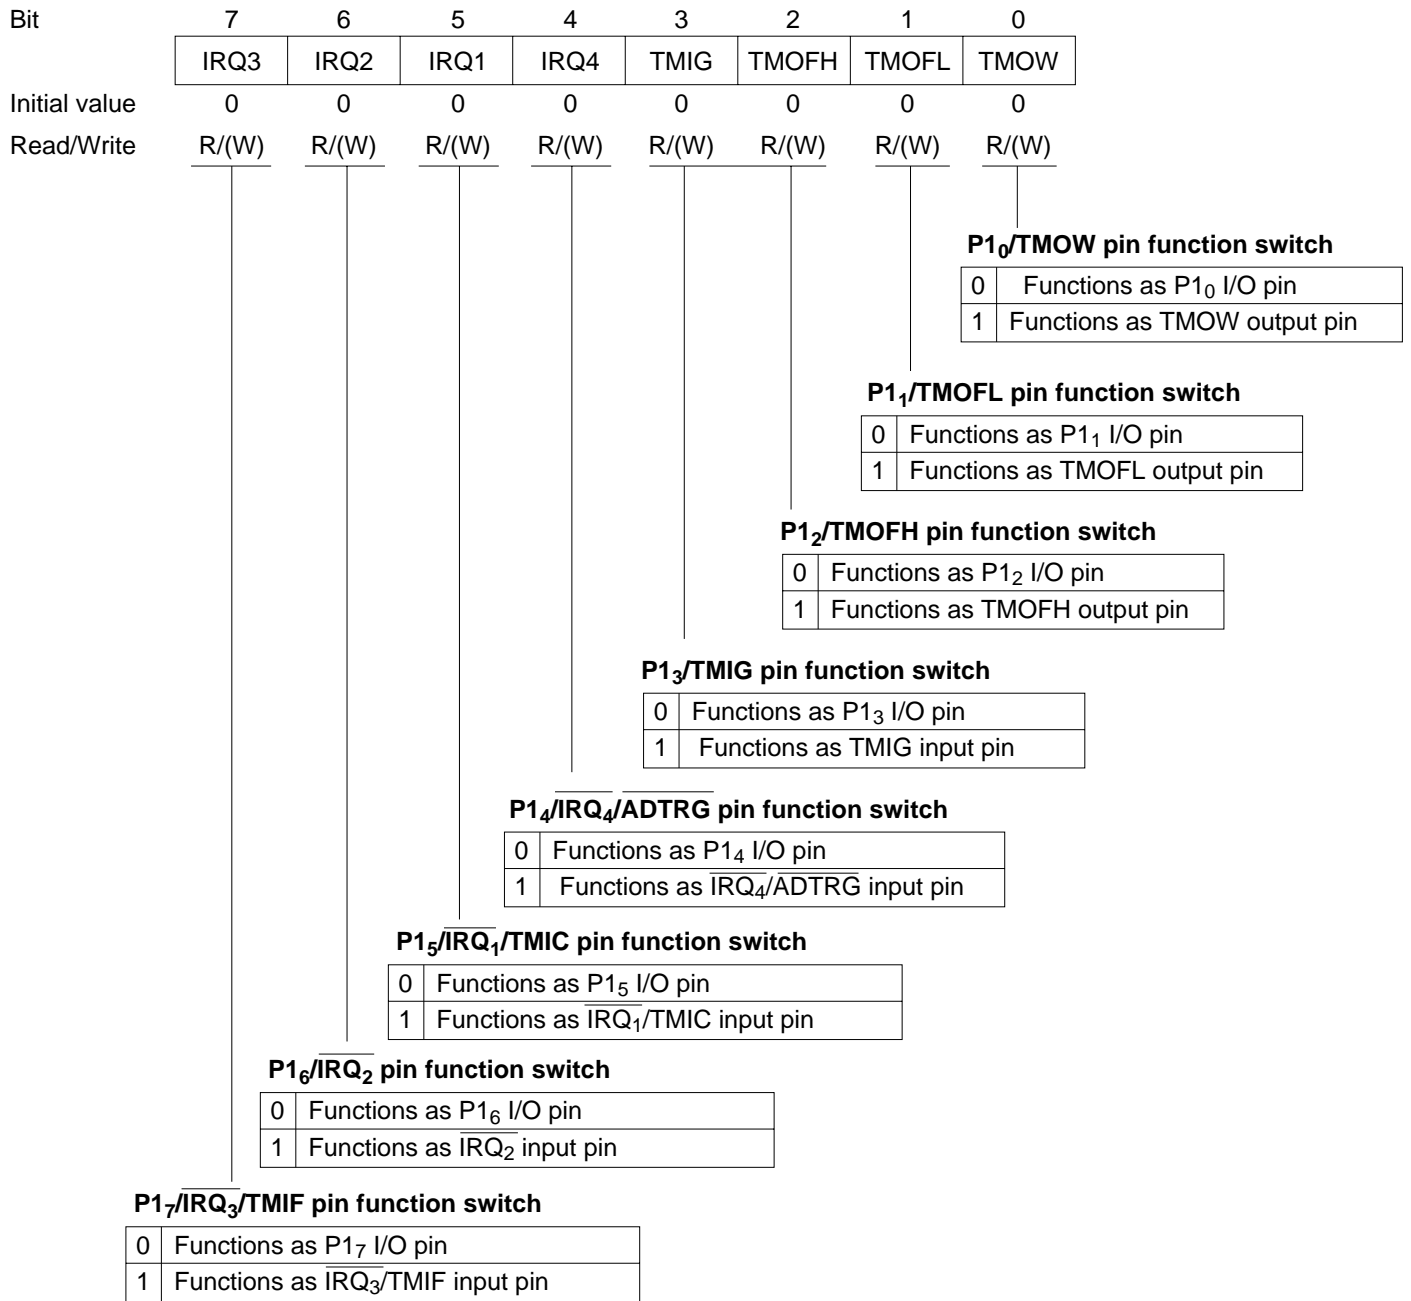 Bit 7 6 5 4 3 2 1 0
IRQ3 IRQ2 IRQ1 IRQ4 TMIG TMOFH TMOFL TMOW
Initial value 0 0 0 0 0 0 0 0
Read/Write R/(W) R/(W) R/(W) R/(W) R/(W) R/(W) R/(W) R/(W)
P1₀/TMOW pin function switch
0 Functions as P1₀ I/O pin
1 Functions as TMOW output pin
P1₁/TMOFL pin function switch
0 Functions as P1₁ I/O pin
1 Functions as TMOFL output pin
P1₂/TMOFH pin function switch
0 Functions as P1₂ I/O pin
1 Functions as TMOFH output pin
P1₃/TMIG pin function switch
0 Functions as P1₃ I/O pin
1 Functions as TMIG input pin
P1₄/IRQ₄/ADTRG pin function switch
0 Functions as P1₄ I/O pin
1 Functions as IRQ₄/ADTRG input pin
P1₅/IRQ₁/TMIC pin function switch
0 Functions as P1₅ I/O pin
1 Functions as IRQ₁/TMIC input pin
P1₆/IRQ₂ pin function switch
0 Functions as P1₆ I/O pin
1 Functions as IRQ₂ input pin
P1₇/IRQ₃/TMIF pin function switch
0 Functions as P1₇ I/O pin
1 Functions as IRQ₃/TMIF input pin